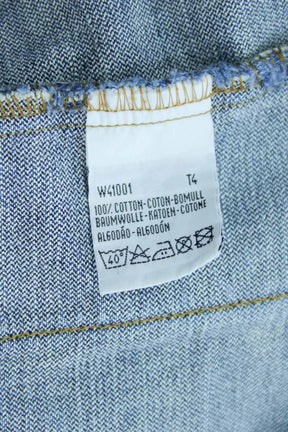 W41001 T4
100% COTTON-COTON-BOMULL
BAUMWOLLE-KATOEN-COTONE
ALGODÃO-ALGODÓN
40°